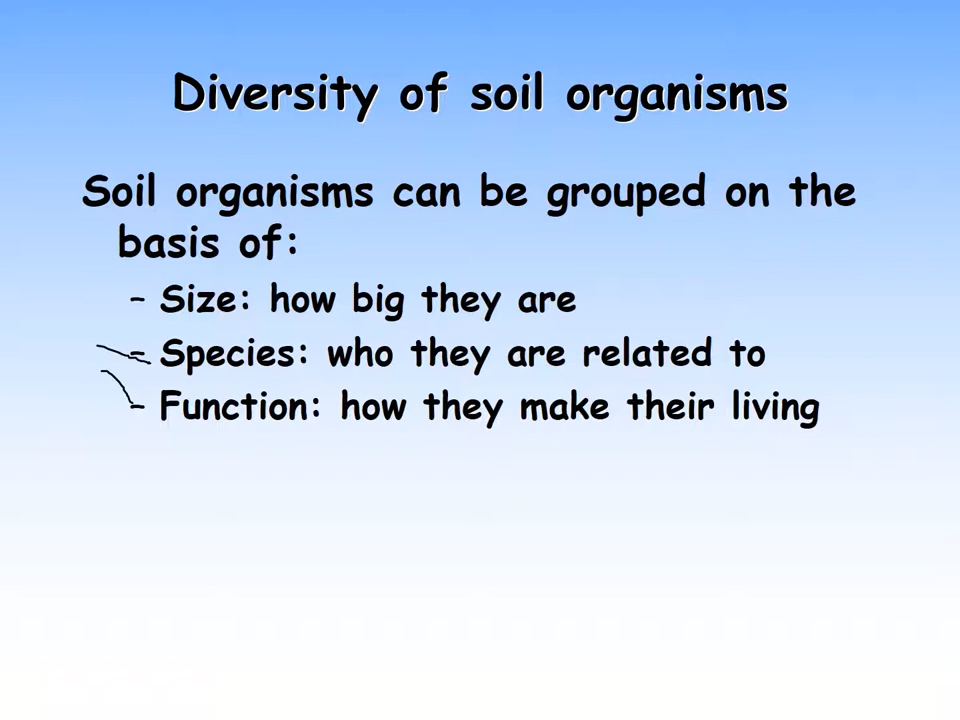 Diversity of soil organisms
Soil organisms can be grouped on the
basis of:
– Size: how big they are
– Species: who they are related to
– Function: how they make their living